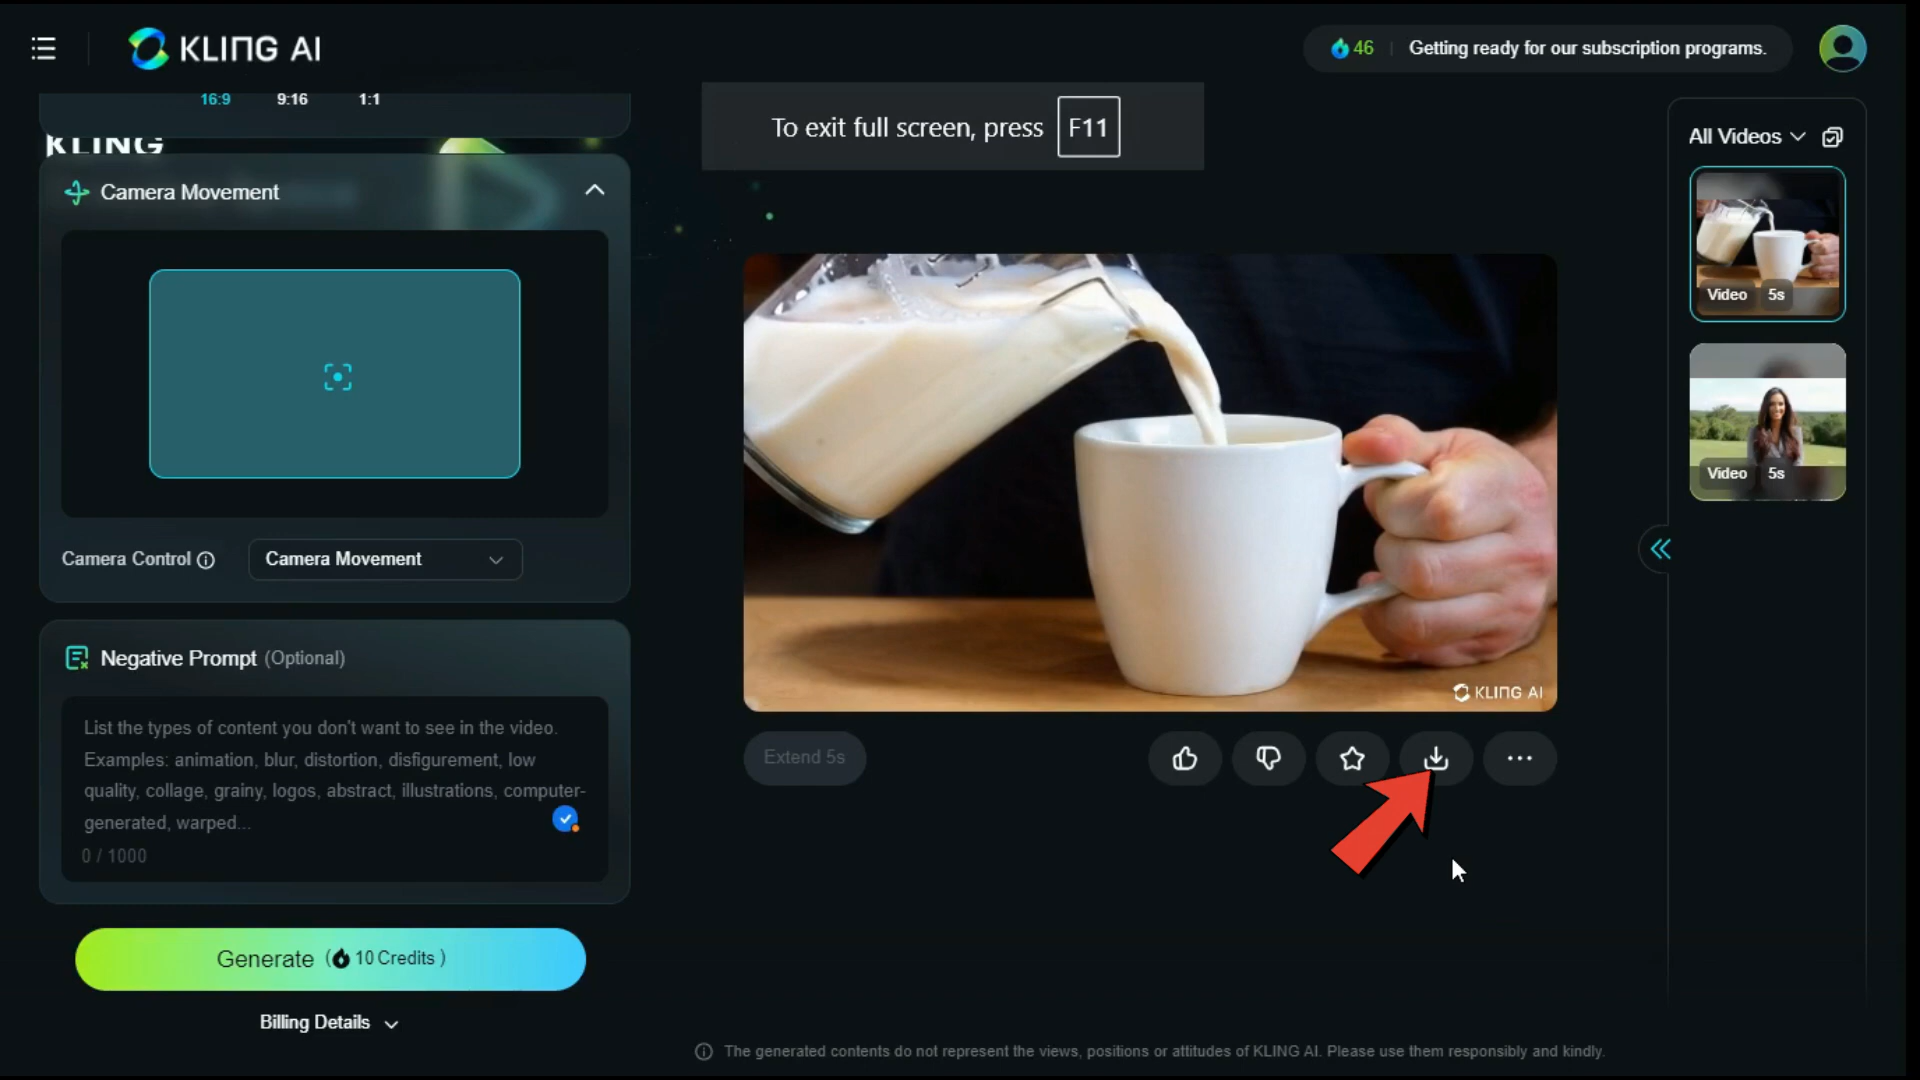 KLING AI
46
Getting ready for our subscription programs.
16:9 9:16 1:1
KLING
To exit full screen, press F11
All Videos
Camera Movement
Video 5s
Video 5s
KLING AI
Camera Control
Camera Movement
Extend 5s
Negative Prompt (Optional)
List the types of content you don't want to see in the video.
Examples: animation, blur, distortion, disfigurement, low
quality, collage, grainy, logos, abstract, illustrations, computer-
generated, warped...
0 / 1000
Generate (10 Credits)
Billing Details
The generated contents do not represent the views, positions or attitudes of KLING AI. Please use them responsibly and kindly.